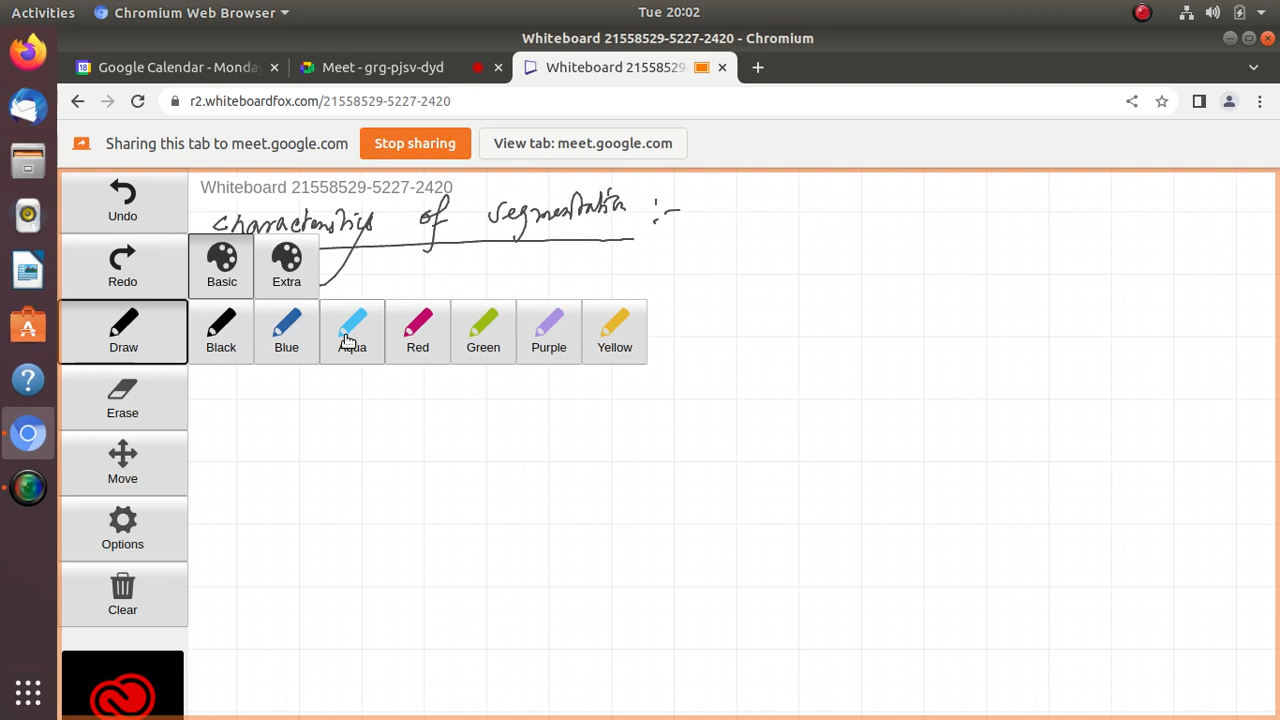 Activities Chromium Web Browser Tue 20:02
Whiteboard 21558529-5227-2420 - Chromium
Google Calendar - Monda Meet - grg-pjsv-dyd Whiteboard 21558529-
r2.whiteboardfox.com/21558529-5227-2420
Sharing this tab to meet.google.com Stop sharing View tab: meet.google.com
Whiteboard 21558529-5227-2420
characteristics of segmentation :-
Undo
Redo Basic Extra
Draw Black Blue Aqua Red Green Purple Yellow
Erase
Move
Options
Clear